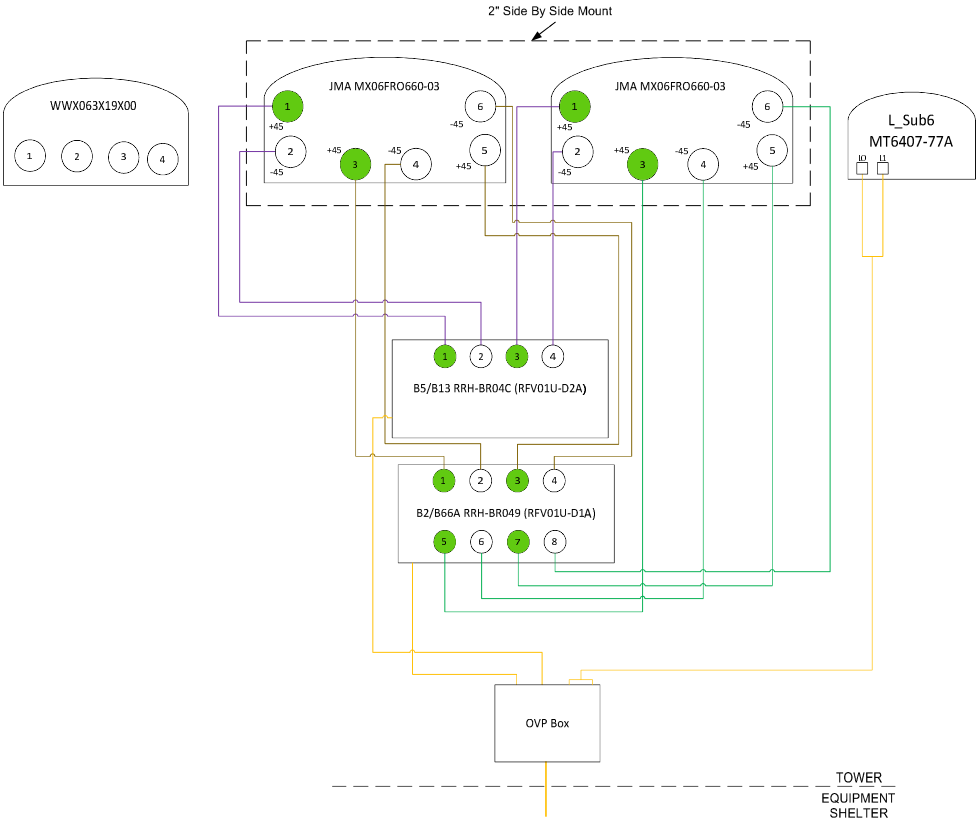 2" Side By Side Mount
WWX063X19X00
1
2
3
4
JMA MX06FRO660-03
1
+45
2
-45
+45
3
-45
4
6
-45
5
+45
JMA MX06FRO660-03
1
+45
2
-45
+45
3
-45
4
6
-45
5
+45
L_Sub6
MT6407-77A
I0
I1
1
2
3
4
B5/B13 RRH-BR04C (RFV01U-D2A)
1
2
3
4
B2/B66A RRH-BR049 (RFV01U-D1A)
5
6
7
8
OVP Box
TOWER
EQUIPMENT
SHELTER